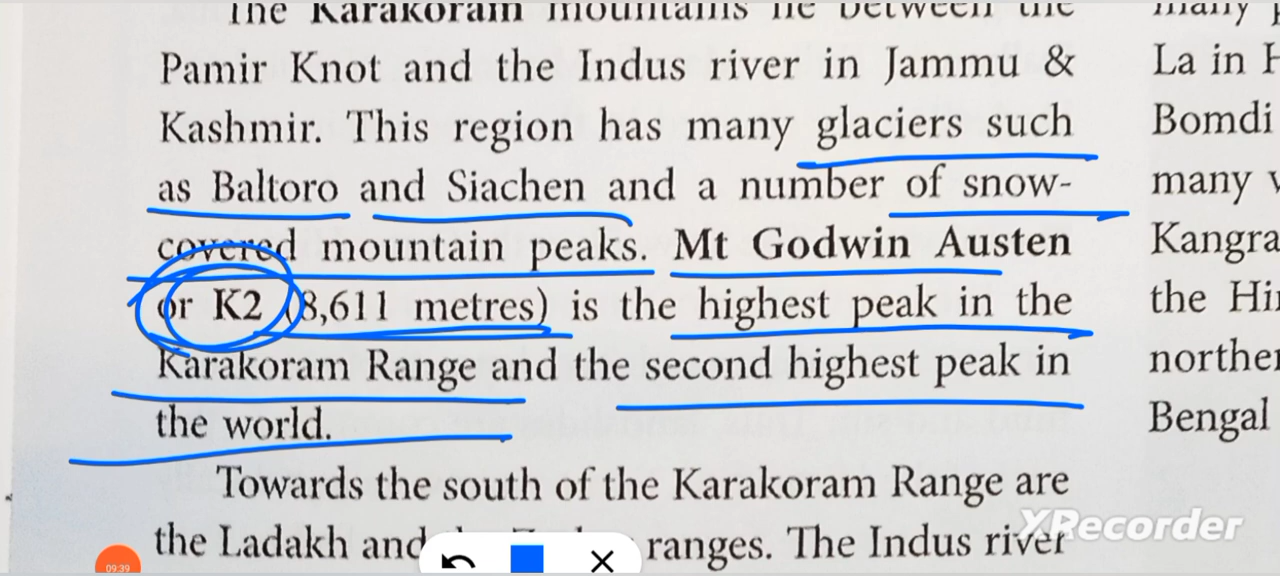 The Karakoram mountains lie between the
Pamir Knot and the Indus river in Jammu &
Kashmir. This region has many glaciers such
as Baltoro and Siachen and a number of snow-
covered mountain peaks. Mt Godwin Austen
or K2 (8,611 metres) is the highest peak in the
Karakoram Range and the second highest peak in
the world.
Towards the south of the Karakoram Range are
the Ladakh and ranges. The Indus river
many
La in
Bomdi
many
Kangra
the
Bengal
XRecorder
09:39